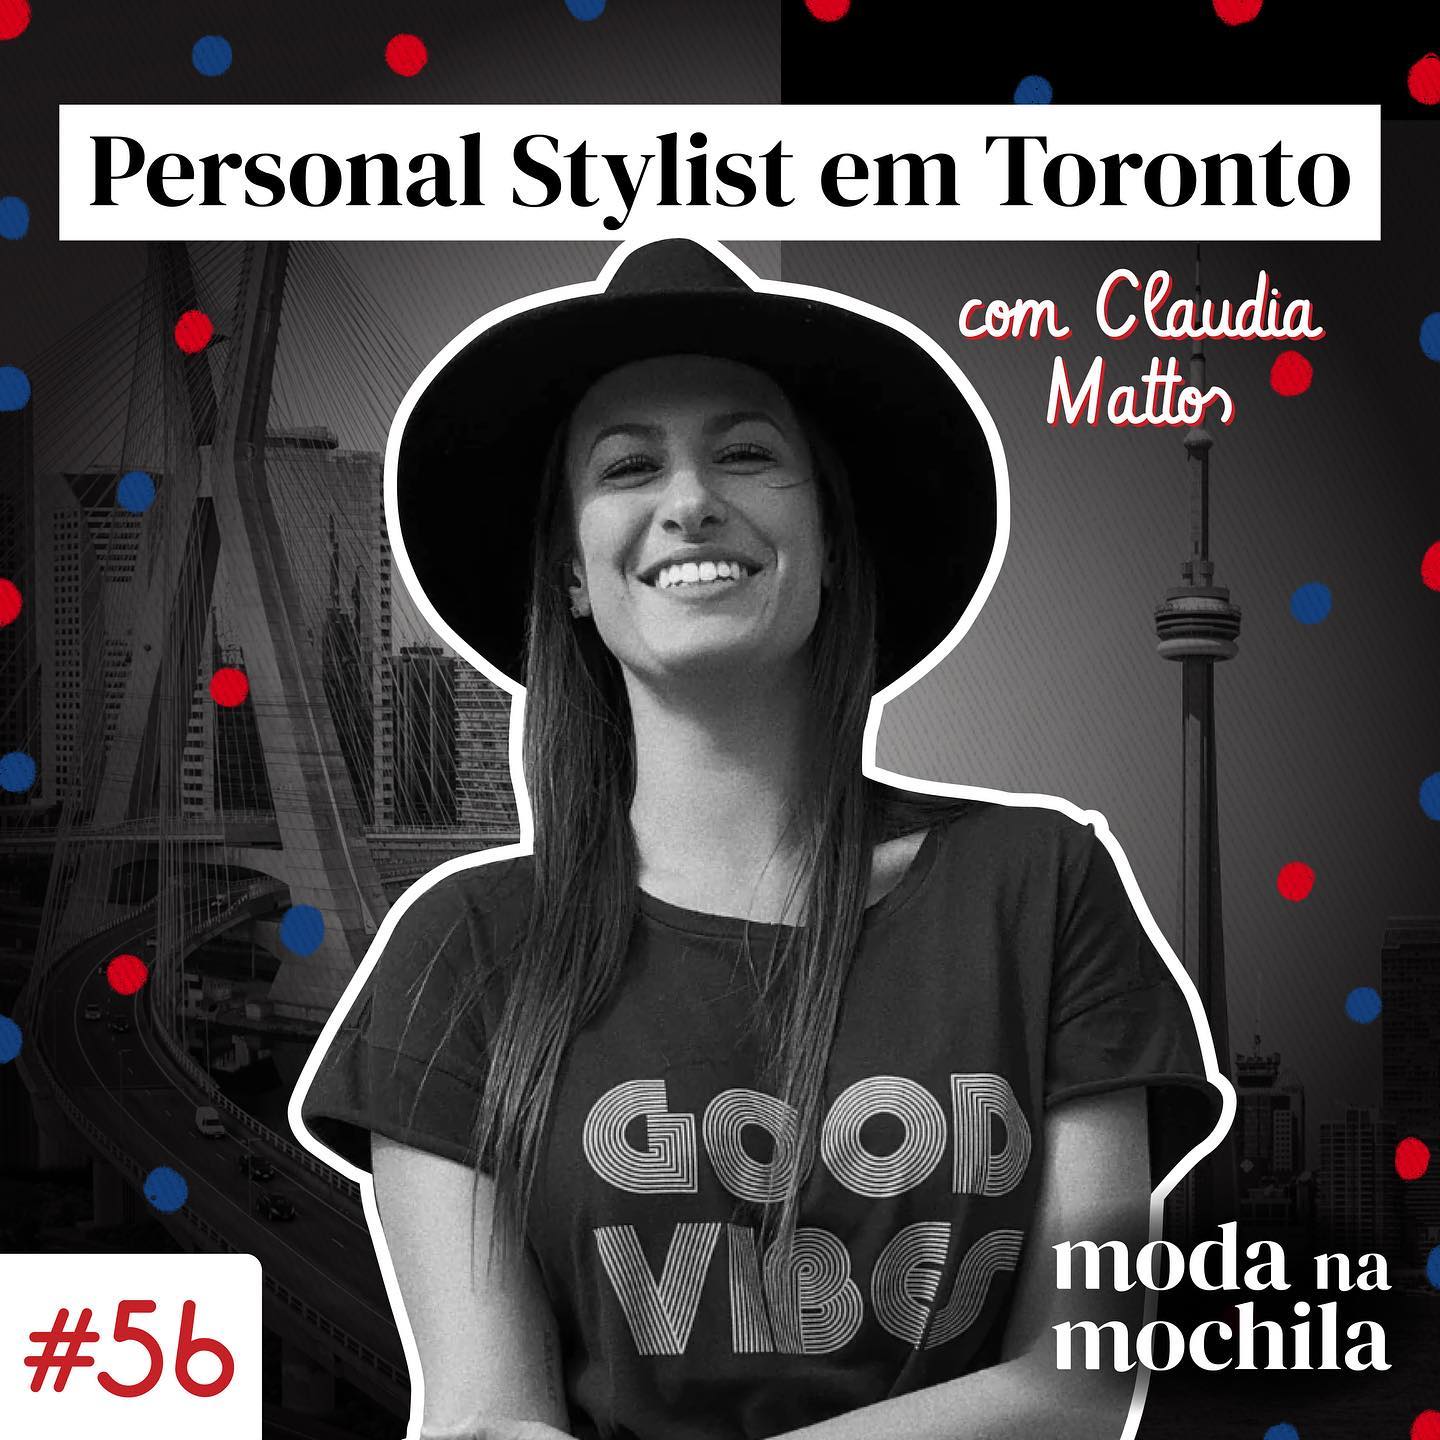 Personal Stylist em Toronto
com Claudia
Mattos
GOOD
VIBES
moda na
mochila
#56